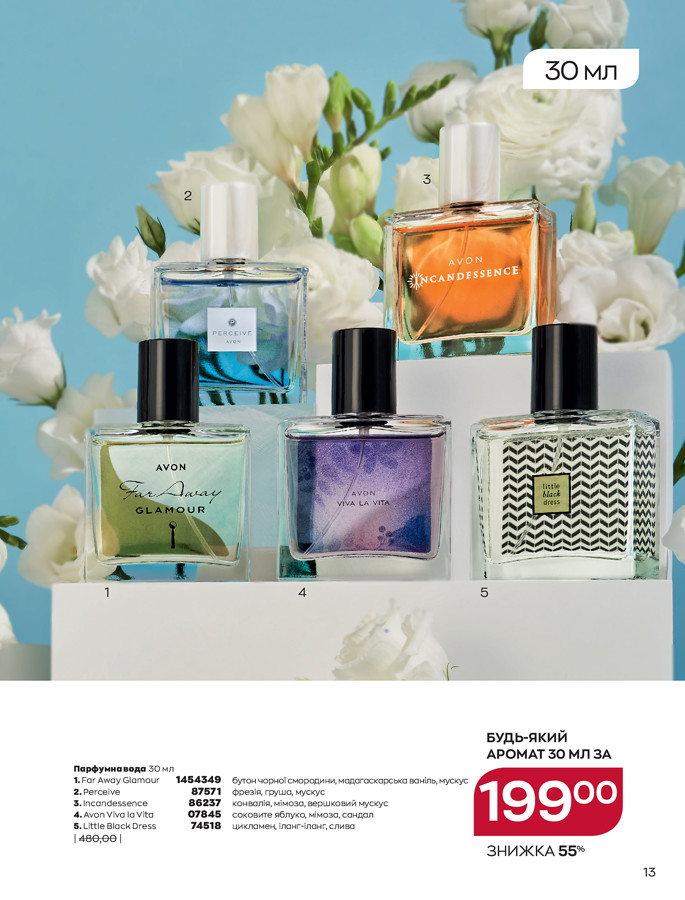 30 мл
2
3
AVON
INCANDESSENCE
PERCEIVE
AVON
AVON
Far Away
GLAMOUR
AVON
VIVA LA VITA
little
black
dress
1
4
5
БУДЬ-ЯКИЙ
АРОМАТ 30 МЛ ЗА
199⁰⁰
ЗНИЖКА 55%
Парфумна вода 30 мл
1. Far Away Glamour 1454349 бутон чорної смородини, мадагаскарська ваніль, мускус
2. Perceive 87571 фрезія, груша, мускус
3. Incandessence 86237 конвалія, мімоза, вершковий мускус
4. Avon Viva la Vita 07845 соковите яблуко, мімоза, сандал
5. Little Black Dress 74518 цикламен, іланг-іланг, слива
| 480,00 |
13